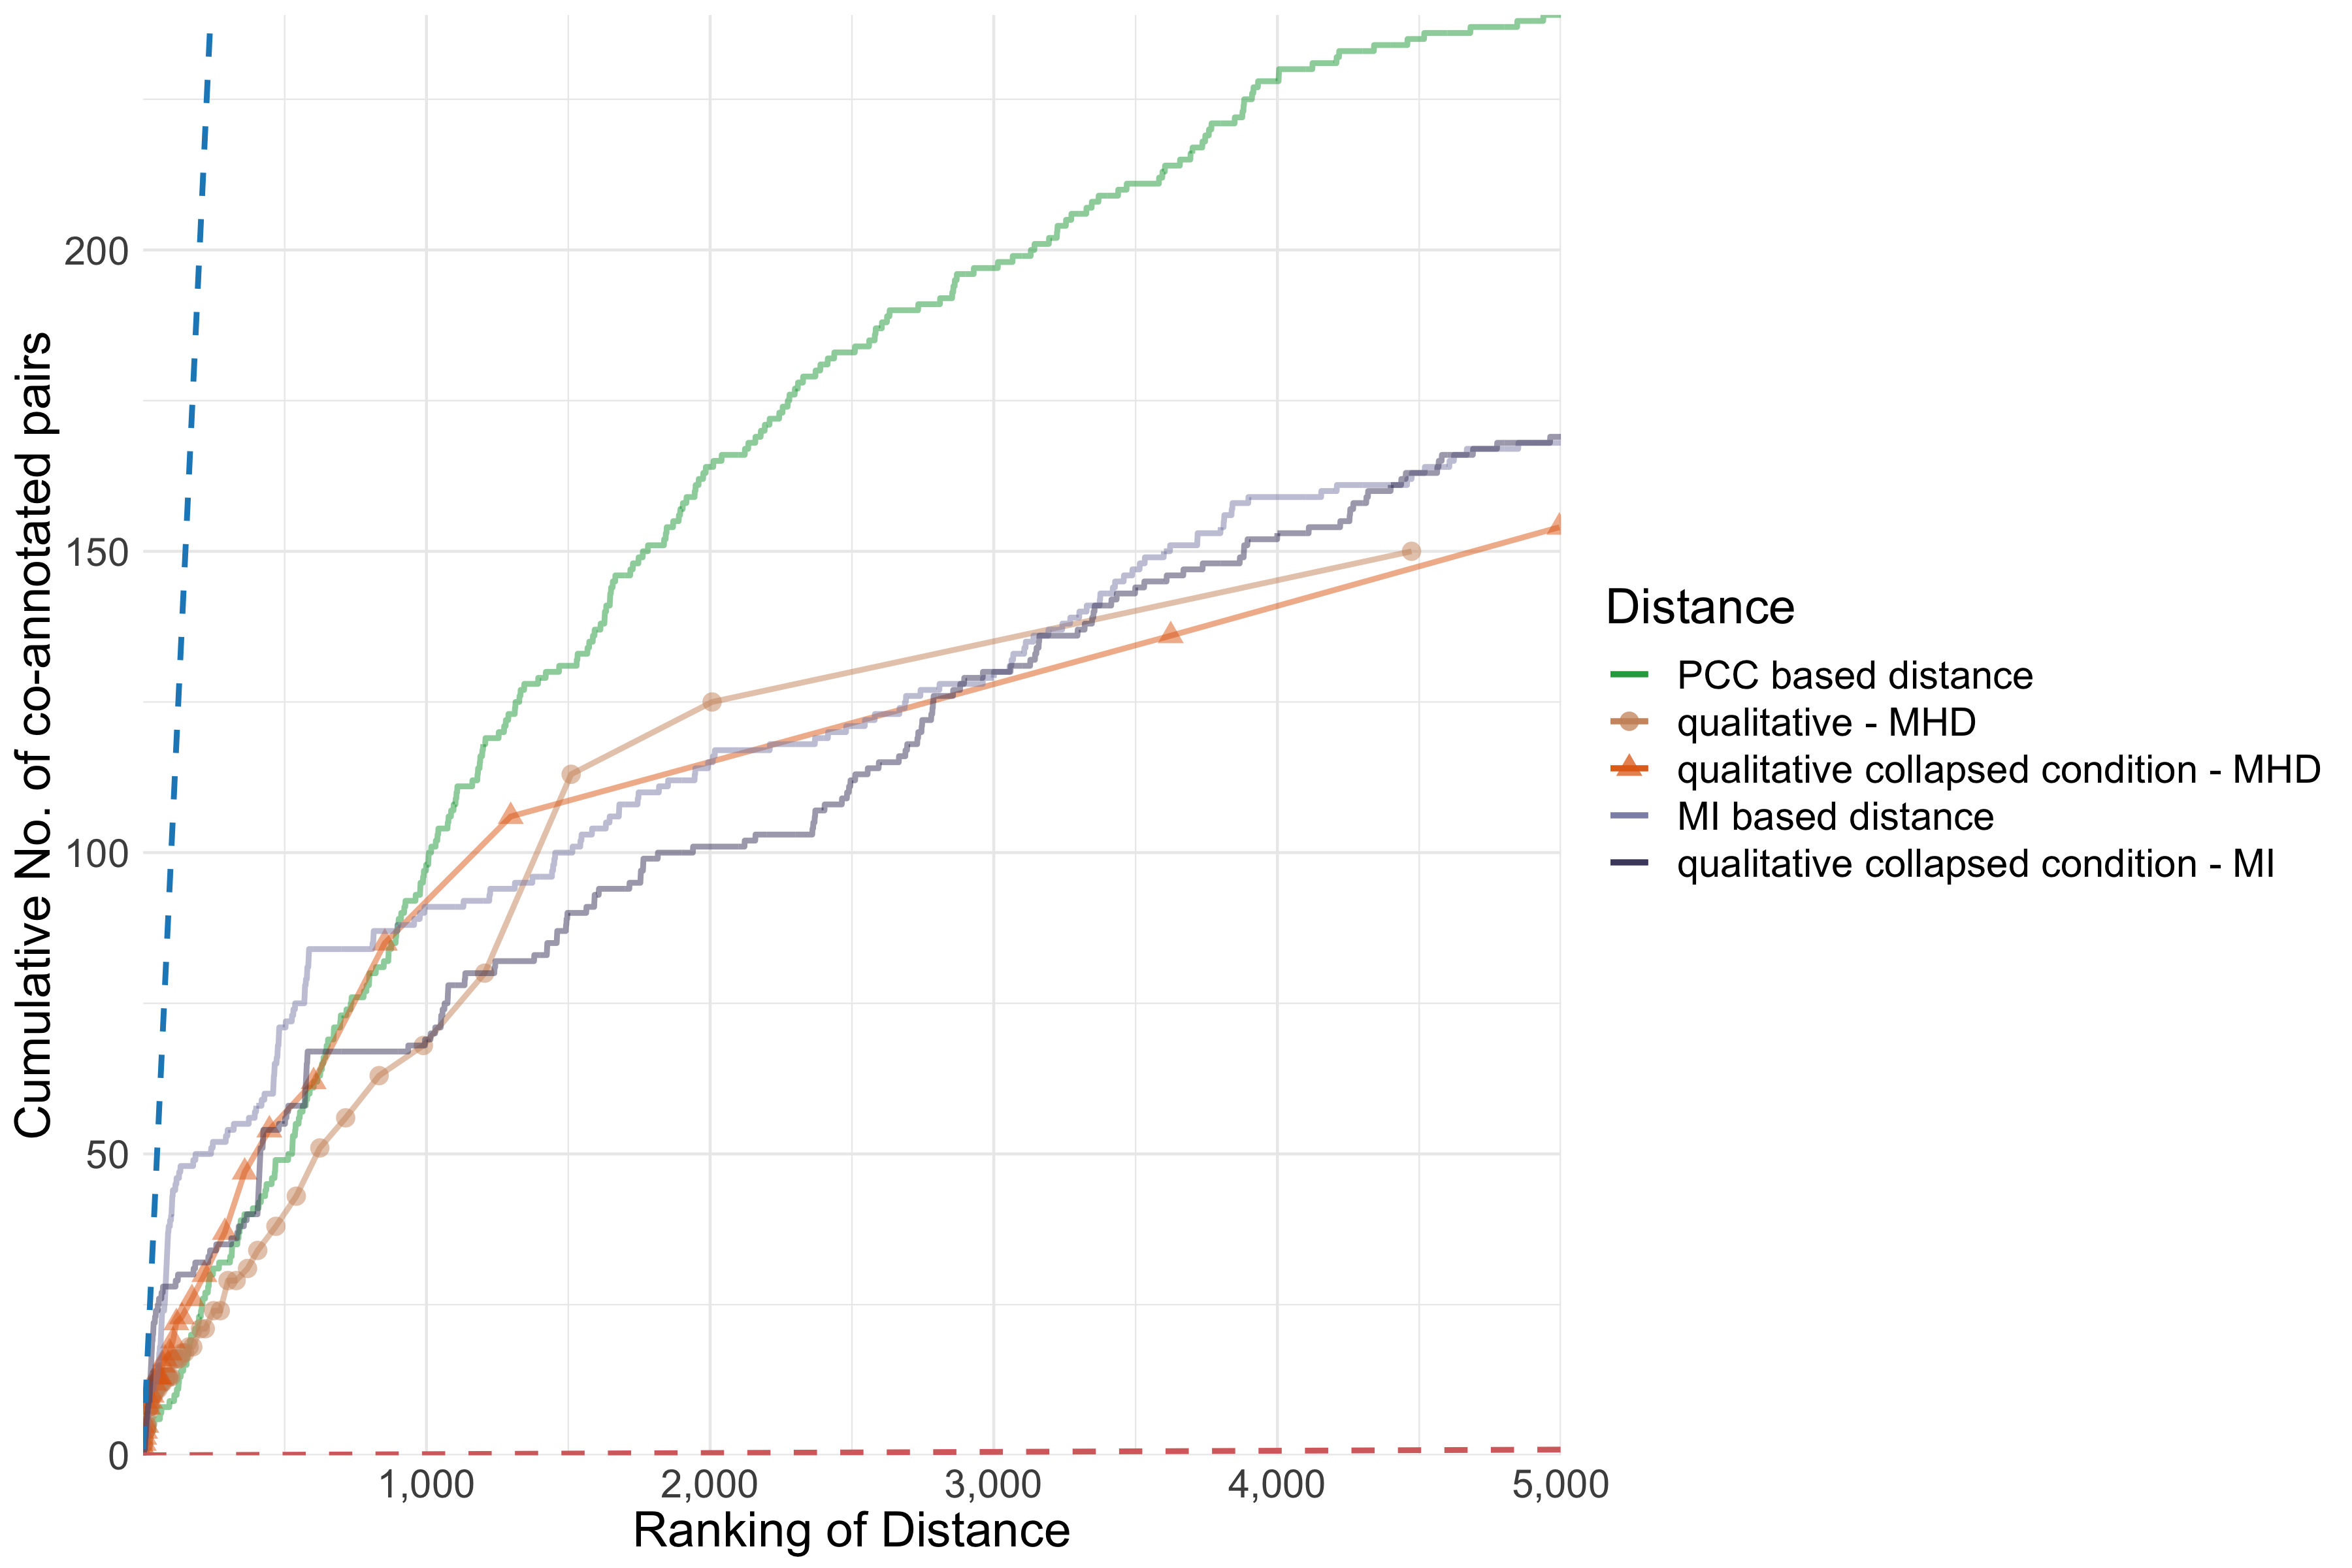 Cumulative No. of co-annotated pairs
200
150
100
50
0
1,000
2,000
3,000
4,000
5,000
Ranking of Distance
Distance
PCC based distance
qualitative - MHD
qualitative collapsed condition - MHD
MI based distance
qualitative collapsed condition - MI